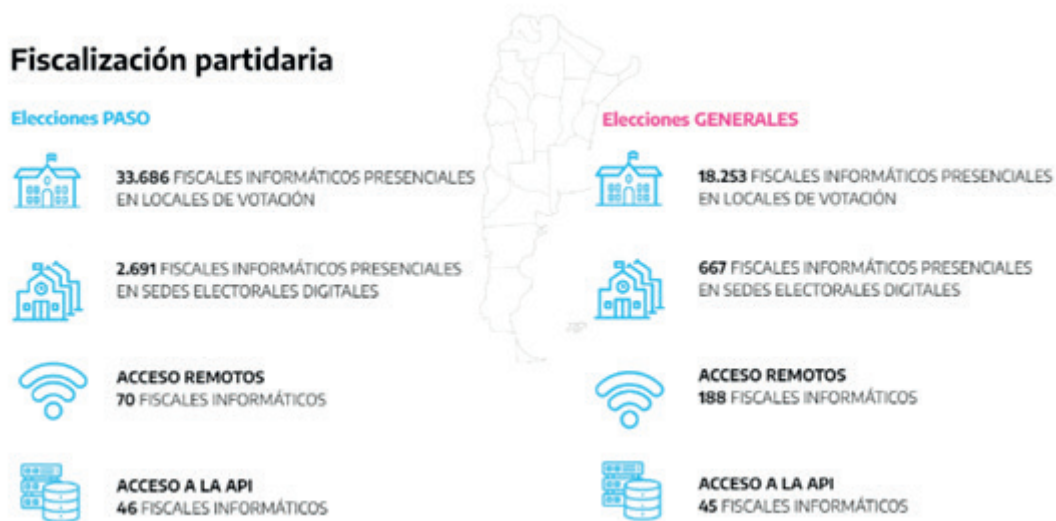 Fiscalización partidaria
Elecciones PASO
33.686 FISCALES INFORMÁTICOS PRESENCIALES
EN LOCALES DE VOTACIÓN
2.691 FISCALES INFORMÁTICOS PRESENCIALES
EN SEDES ELECTORALES DIGITALES
ACCESO REMOTOS
70 FISCALES INFORMÁTICOS
ACCESO A LA API
46 FISCALES INFORMÁTICOS
Elecciones GENERALES
18.253 FISCALES INFORMÁTICOS PRESENCIALES
EN LOCALES DE VOTACIÓN
667 FISCALES INFORMÁTICOS PRESENCIALES
EN SEDES ELECTORALES DIGITALES
ACCESO REMOTOS
188 FISCALES INFORMÁTICOS
ACCESO A LA API
45 FISCALES INFORMÁTICOS